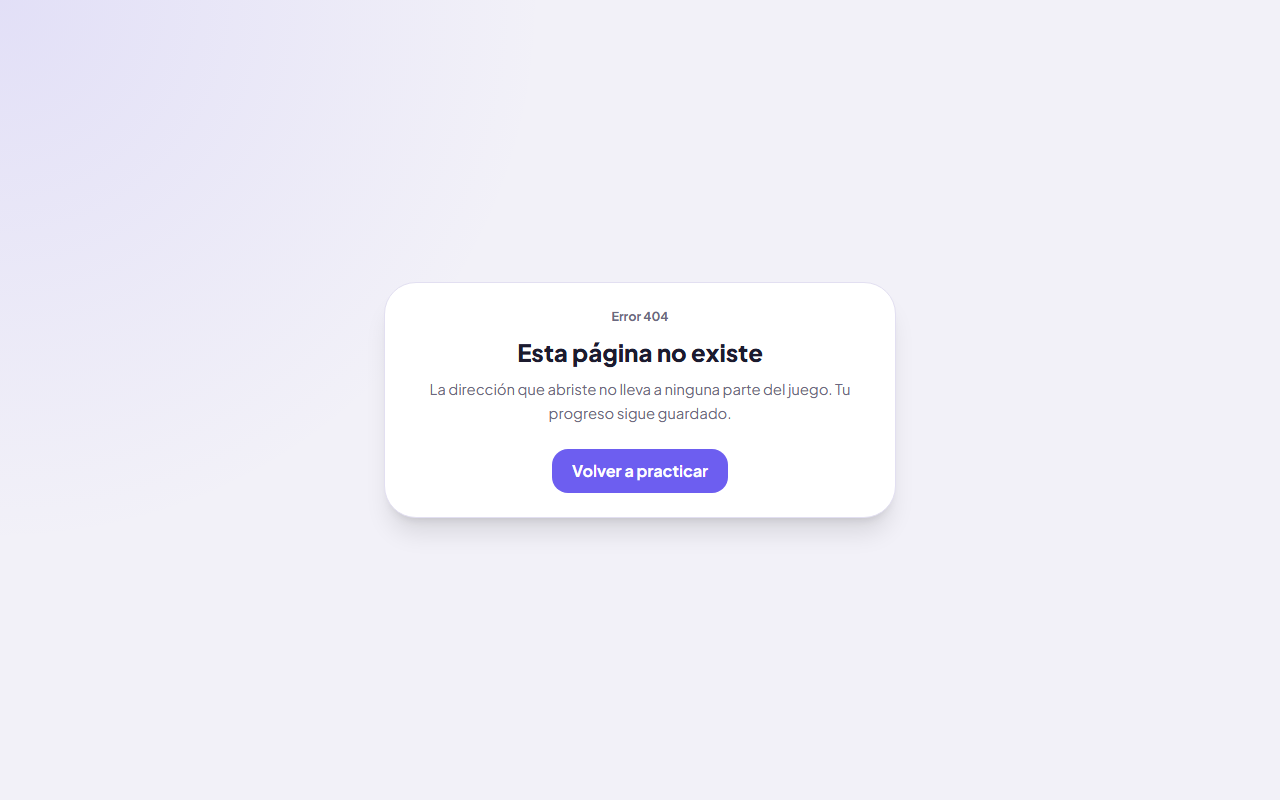 Error 404
Esta página no existe
La dirección que abriste no lleva a ninguna parte del juego. Tu
progreso sigue guardado.
Volver a practicar